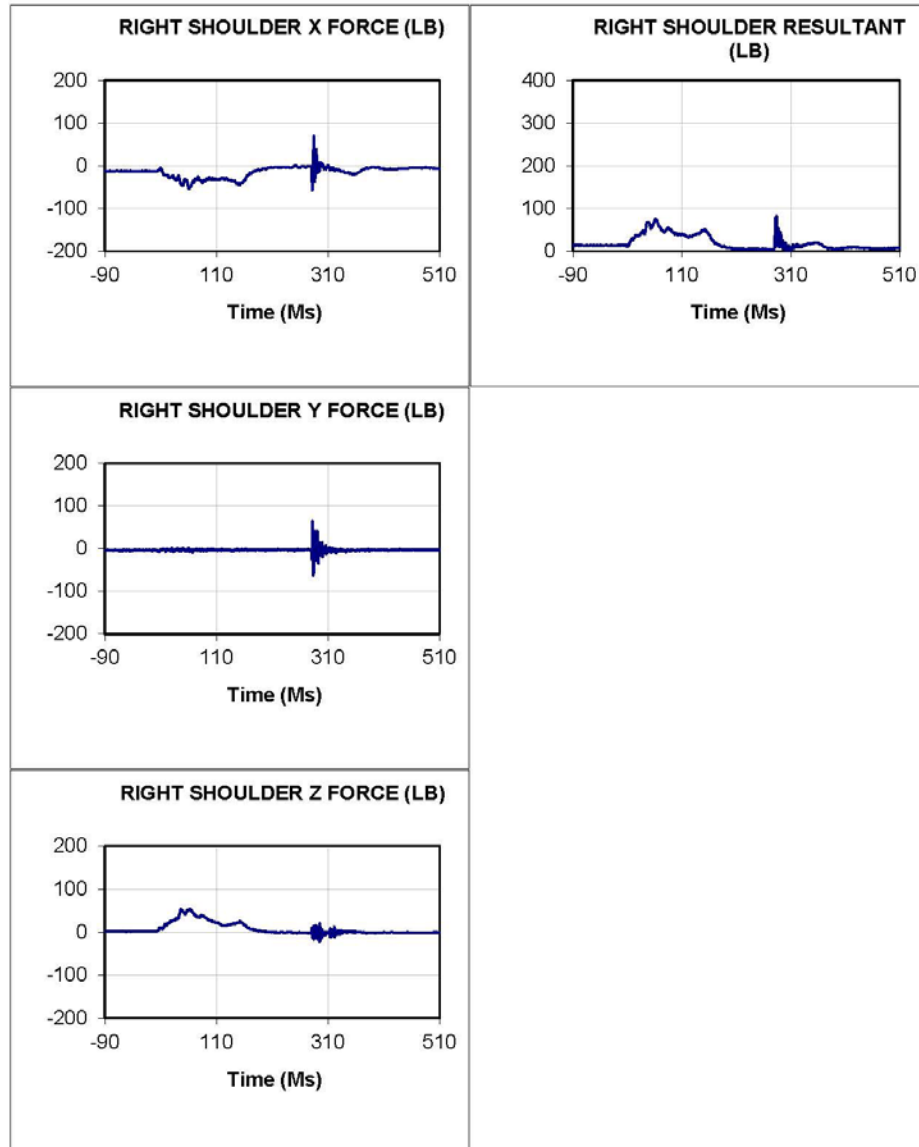 RIGHT SHOULDER X FORCE (LB)
200
100
0
-100
-200
-90 110 310 510
Time (Ms)
RIGHT SHOULDER RESULTANT
(LB)
400
300
200
100
0
-90 110 310 510
Time (Ms)
RIGHT SHOULDER Y FORCE (LB)
200
100
0
-100
-200
-90 110 310 510
Time (Ms)
RIGHT SHOULDER Z FORCE (LB)
200
100
0
-100
-200
-90 110 310 510
Time (Ms)